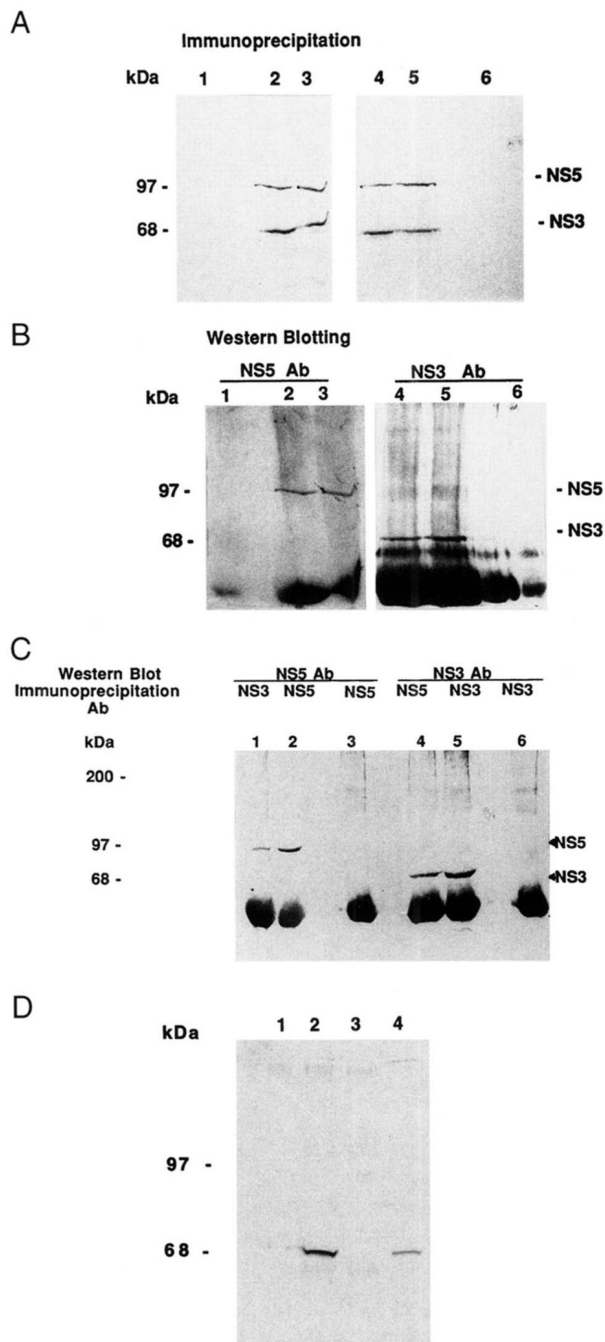 A
Immunoprecipitation
kDa 1 2 3 4 5 6
97 - - NS5
68 - - NS3
B
Western Blotting
NS5 Ab NS3 Ab
kDa 1 2 3 4 5 6
97 - - NS5
68 - - NS3
C
Western Blot NS5 Ab NS3 Ab
Immunoprecipitation NS3 NS5 NS5 NS5 NS3 NS3
Ab
kDa 1 2 3 4 5 6
200 -
97 - NS5
68 - NS3
D
kDa 1 2 3 4
97 -
68 -